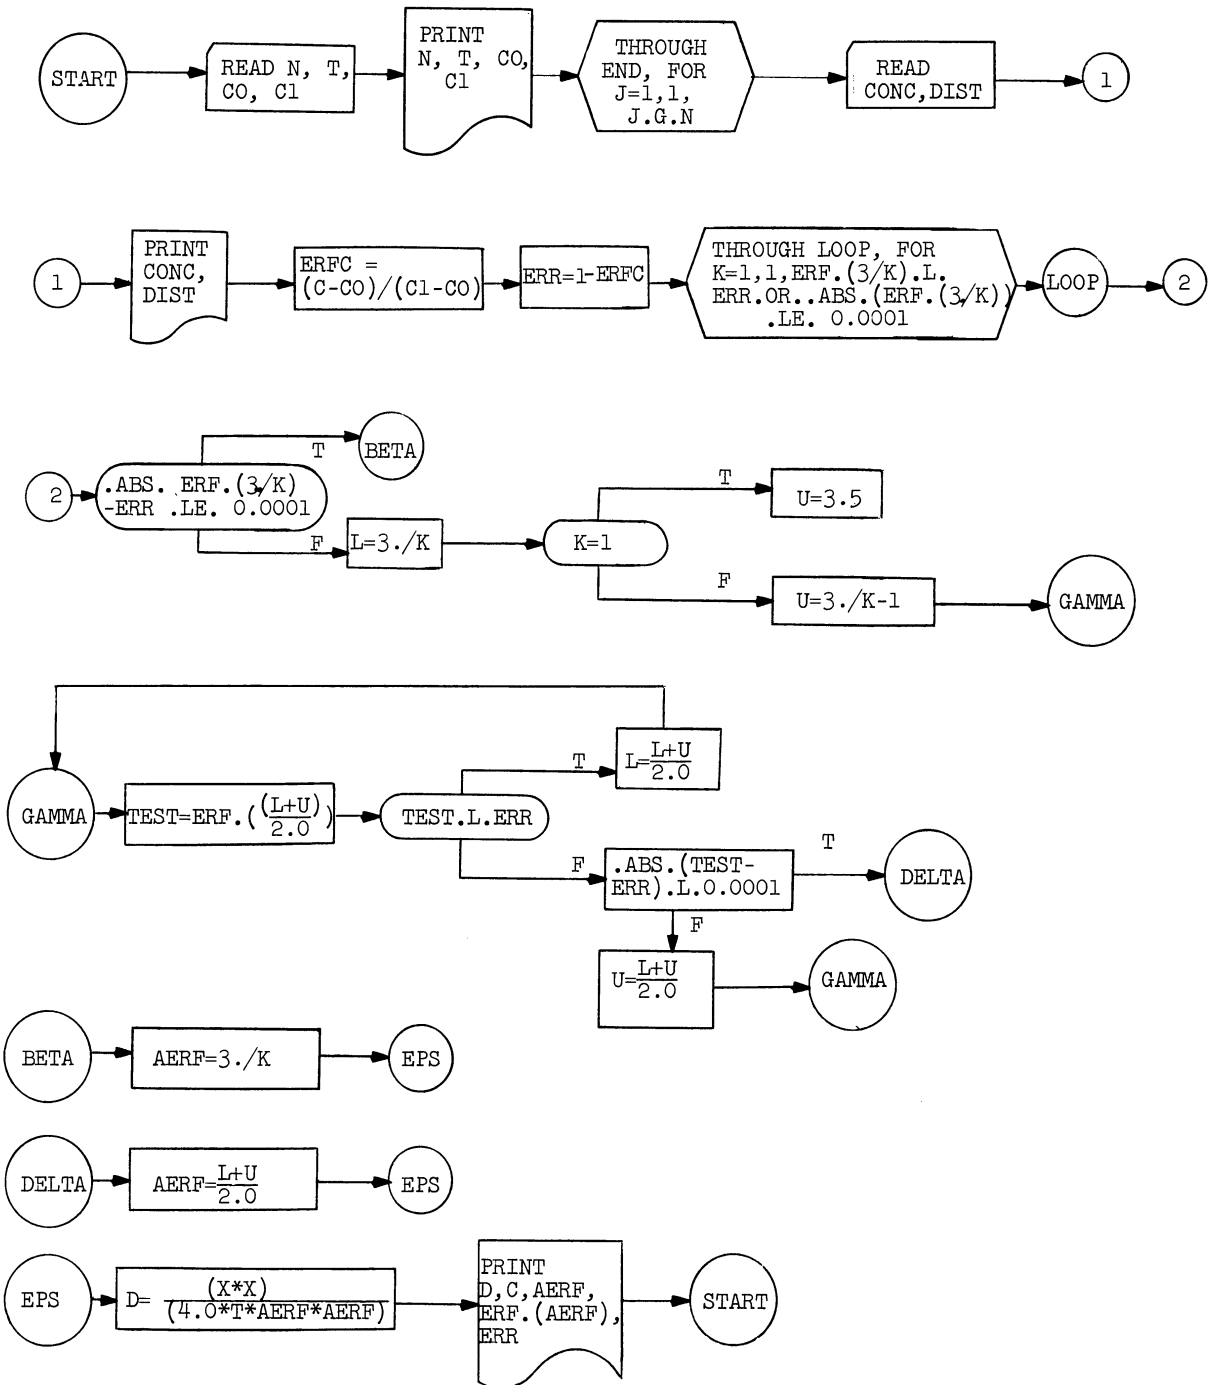 START
READ N, T,
CO, C1
PRINT
N, T, CO,
C1
THROUGH
END, FOR
J=1,1,
J.G.N
READ
CONC,DIST
1
1
PRINT
CONC,
DIST
ERFC =
(C-CO)/(C1-CO)
ERR=1-ERFC
THROUGH LOOP, FOR
K=1,1,ERF.(3/K).L.
ERR.OR..ABS.(ERF.(3/K))
.LE. 0.0001
LOOP
2
T
BETA
2
.ABS. ERF.(3/K)
-ERR .LE. 0.0001
F
L=3./K
K=1
T
U=3.5
F
U=3./K-1
GAMMA
GAMMA
TEST=ERF.((L+U)
2.0)
TEST.L.ERR
T
L=L+U
2.0
F
.ABS.(TEST-
ERR).L.0.0001
T
DELTA
F
U=L+U
2.0
GAMMA
BETA
AERF=3./K
EPS
DELTA
AERF=L+U
2.0
EPS
EPS
D= (X*X)
(4.0*T*AERF*AERF)
PRINT
D,C,AERF,
ERF.(AERF),
ERR
START